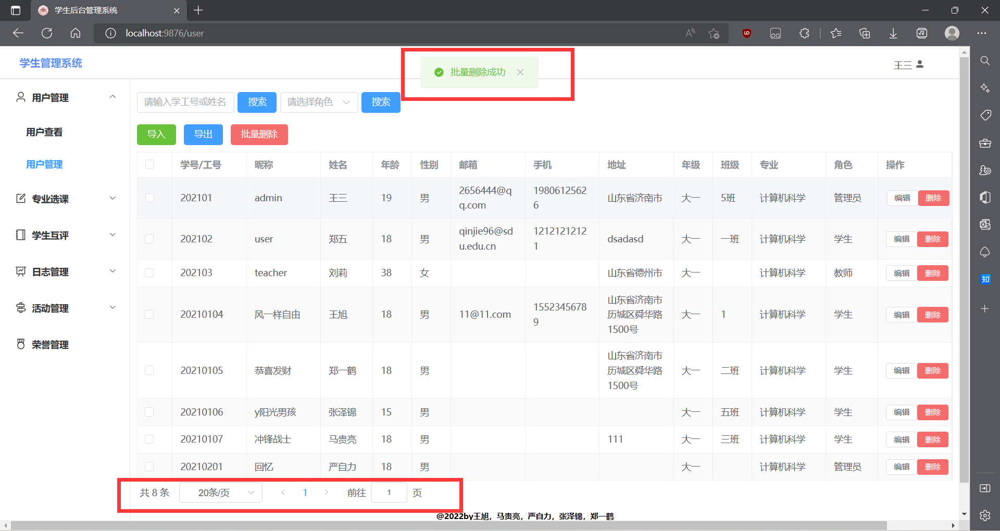 学生后台管理系统
localhost:9876/user
学生管理系统
批量删除成功
王三
用户管理
用户查看
用户管理
专业选课
学生互评
日志管理
活动管理
荣誉管理
请输入学工号或姓名 搜索 请选择角色 搜索
导入 导出 批量删除
学号/工号 昵称 姓名 年龄 性别 邮箱 手机 地址 年级 班级 专业 角色 操作
202101 admin 王三 19 男 2656444@q 1980612562 山东省济南市 大一 5班 计算机科学 管理员 编辑 删除
q.com 6
202102 user 郑五 18 男 qinjie96@sd 1212121212 dsadasd 大一 一班 计算机科学 学生 编辑 删除
u.edu.cn 1
202103 teacher 刘莉 38 女 山东省德州市 大一 计算机科学 教师 编辑 删除
山东省济南市
20210104 风一样自由 王旭 18 男 11@11.com 1552345678 历城区舜华路 大一 1 计算机科学 学生 编辑 删除
9 1500号
山东省济南市
20210105 恭喜发财 郑一鹤 18 男 历城区舜华路 大一 二班 计算机科学 学生 编辑 删除
1500号
20210106 y阳光男孩 张泽锦 15 男 大一 五班 计算机科学 学生 编辑 删除
20210107 冲锋战士 马贵亮 18 男 111 大一 三班 计算机科学 学生 编辑 删除
20210201 回忆 严自力 18 男 大一 计算机科学 管理员 编辑 删除
共 8 条 20条/页 1 前往 1 页
@2022by王旭，马贵亮，严自力，张泽锦，郑一鹤
知